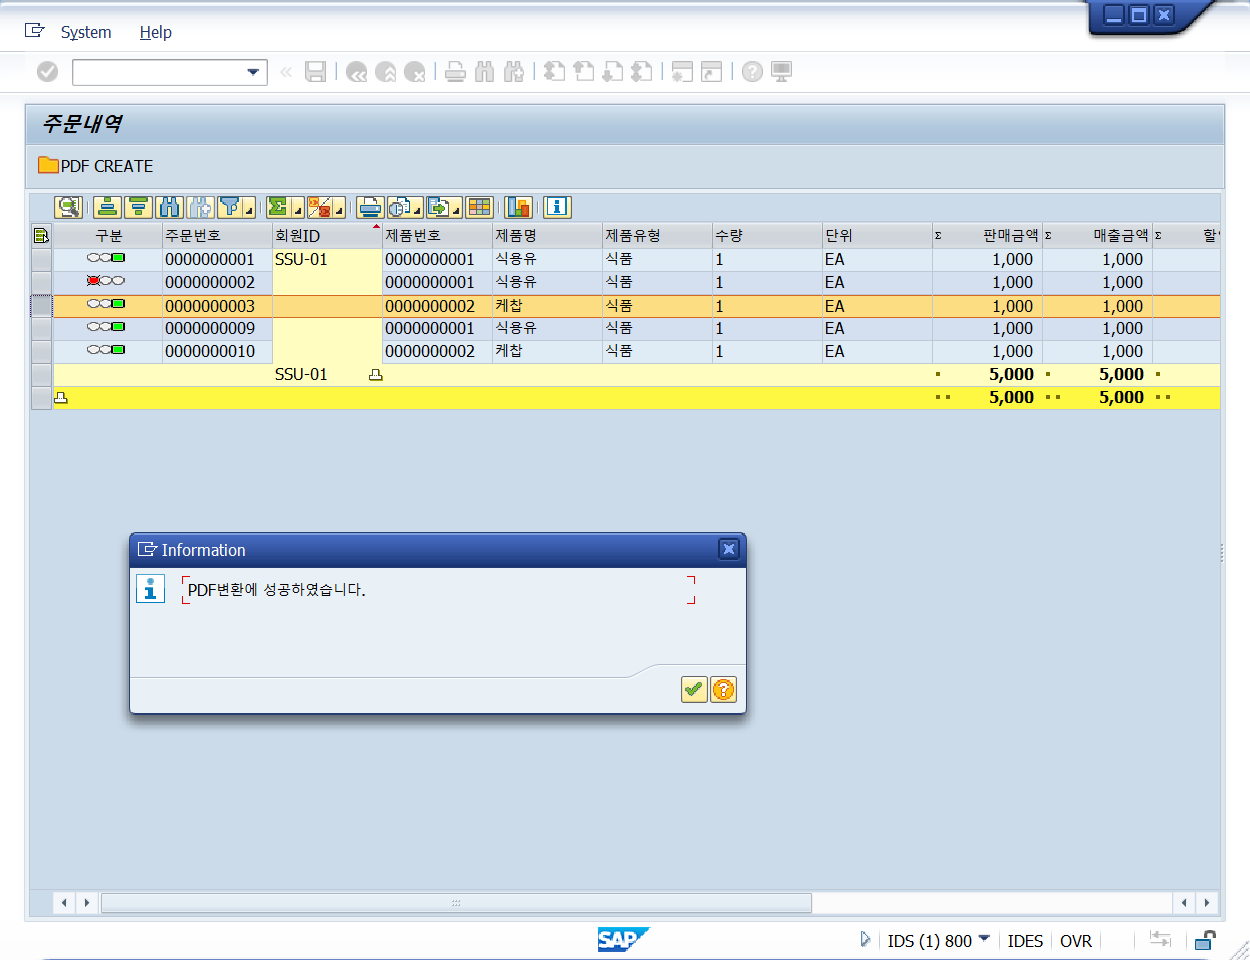 System Help
주문내역
PDF CREATE
구분 주문번호 회원ID 제품번호 제품명 제품유형 수량 단위 Σ 판매금액 Σ 매출금액 Σ
0000000001 SSU-01 0000000001 식용유 식품 1 EA 1,000 1,000
0000000002 0000000001 식용유 식품 1 EA 1,000 1,000
0000000003 0000000002 케찹 식품 1 EA 1,000 1,000
0000000009 0000000001 식용유 식품 1 EA 1,000 1,000
0000000010 0000000002 케찹 식품 1 EA 1,000 1,000
SSU-01 5,000 5,000
5,000 5,000
Information
PDF변환에 성공하였습니다.
SAP IDS (1) 800 IDES OVR